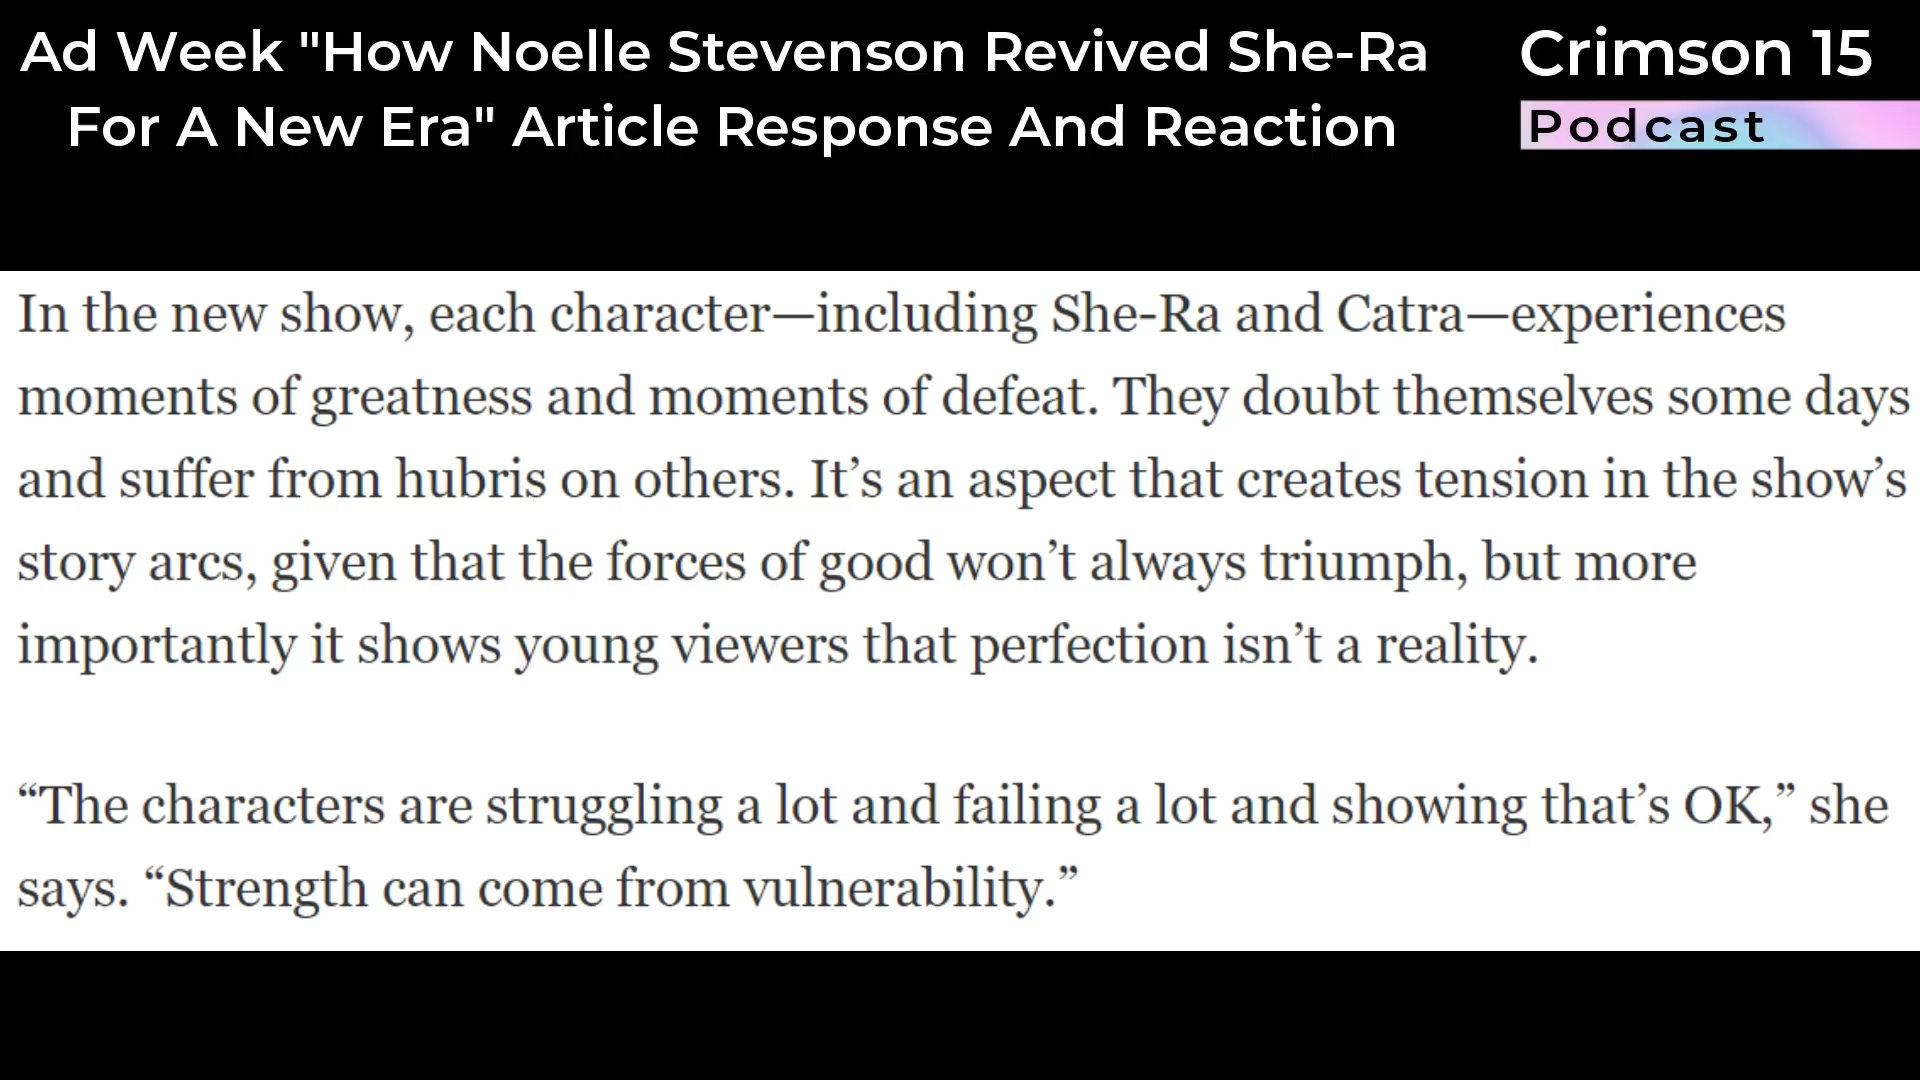 Ad Week "How Noelle Stevenson Revived She-Ra
For A New Era" Article Response And Reaction
Crimson 15
Podcast
In the new show, each character—including She-Ra and Catra—experiences
moments of greatness and moments of defeat. They doubt themselves some days
and suffer from hubris on others. It’s an aspect that creates tension in the show’s
story arcs, given that the forces of good won’t always triumph, but more
importantly it shows young viewers that perfection isn’t a reality.
“The characters are struggling a lot and failing a lot and showing that’s OK,” she
says. “Strength can come from vulnerability.”